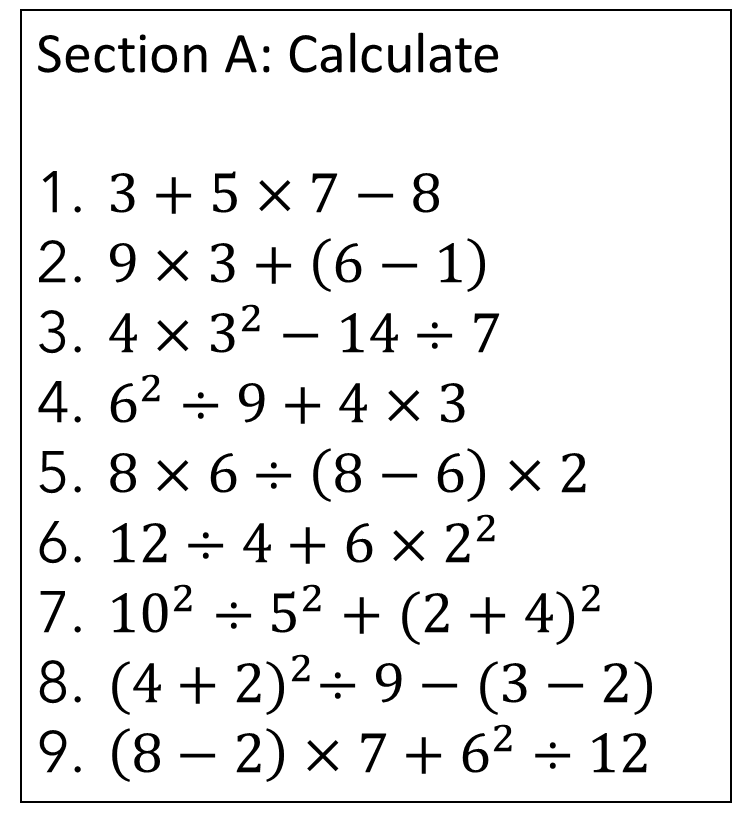 Section A: Calculate
1. 3 + 5 × 7 − 8
2. 9 × 3 + (6 − 1)
3. 4 × 3² − 14 ÷ 7
4. 6² ÷ 9 + 4 × 3
5. 8 × 6 ÷ (8 − 6) × 2
6. 12 ÷ 4 + 6 × 2²
7. 10² ÷ 5² + (2 + 4)²
8. (4 + 2)² ÷ 9 − (3 − 2)
9. (8 − 2) × 7 + 6² ÷ 12